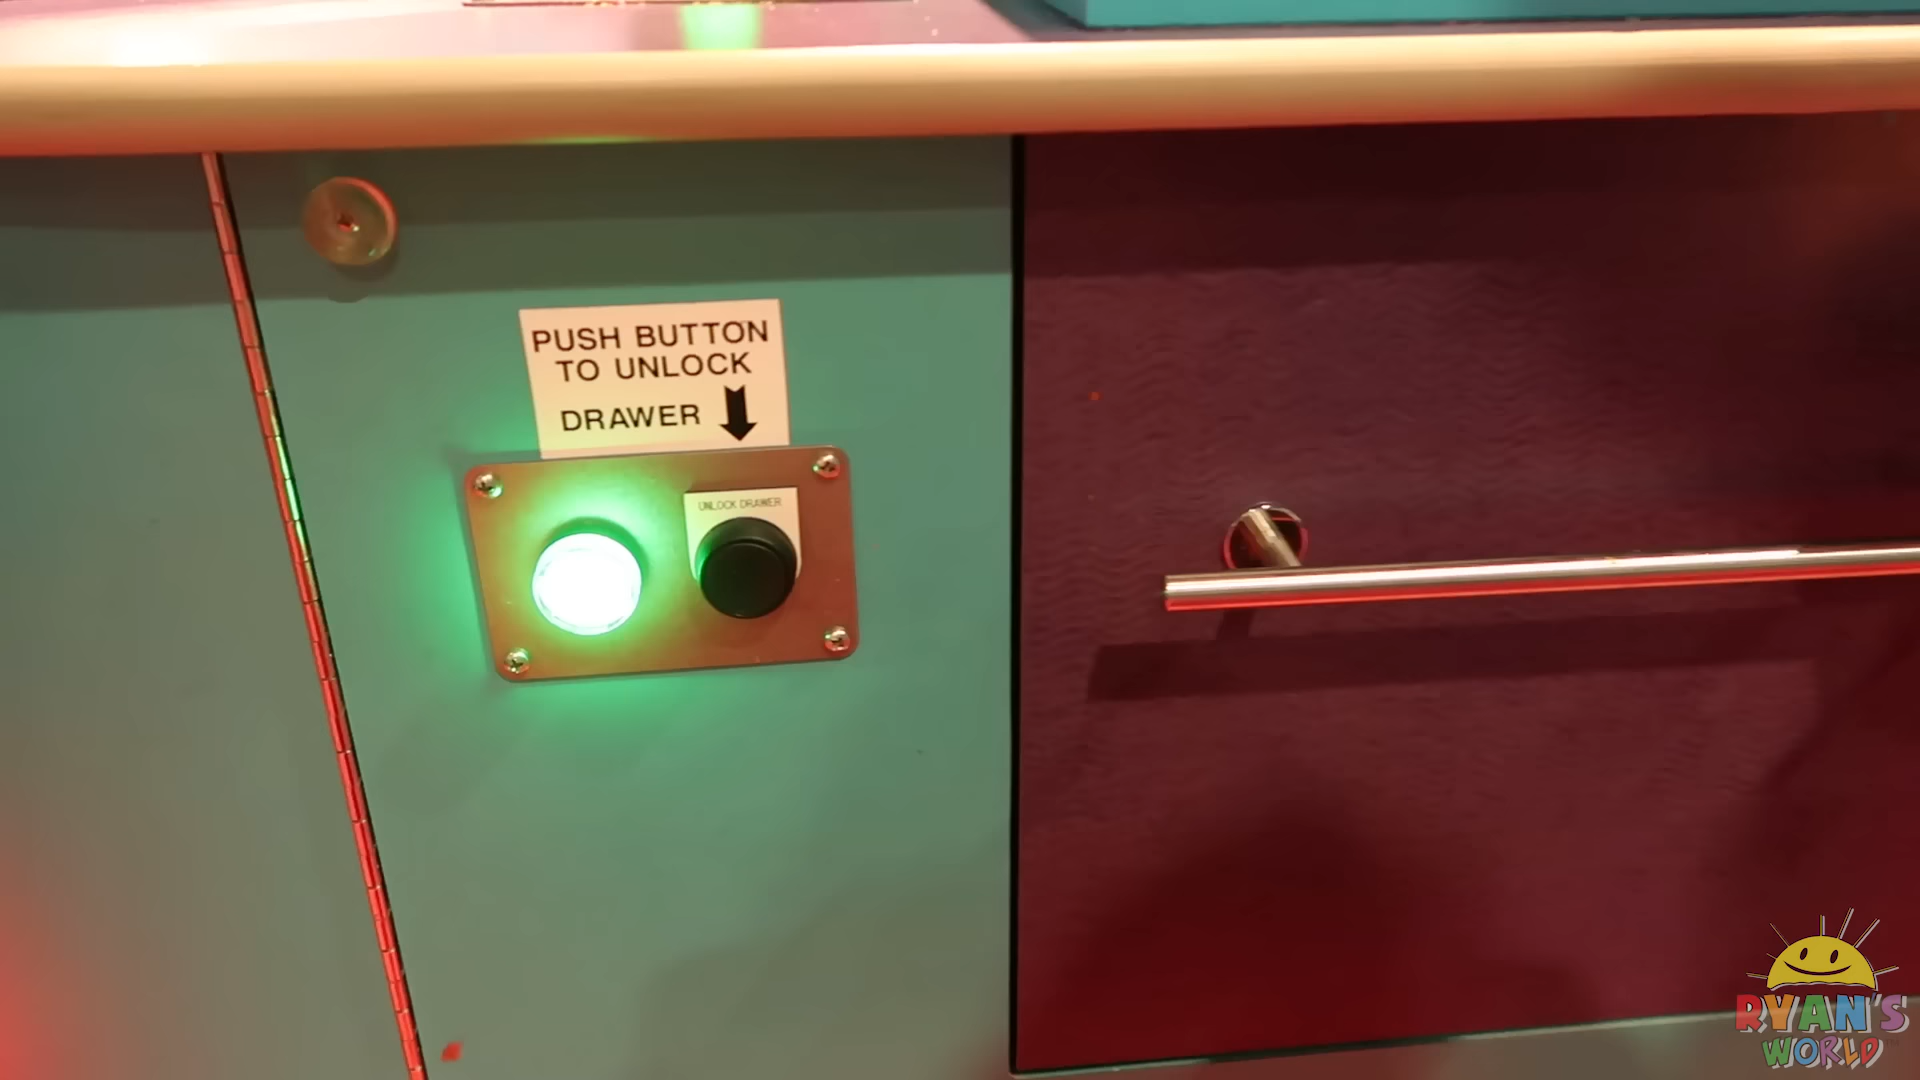 PUSH BUTTON
TO UNLOCK
DRAWER
UNLOCK DRAWER
RYAN'S
WORLD